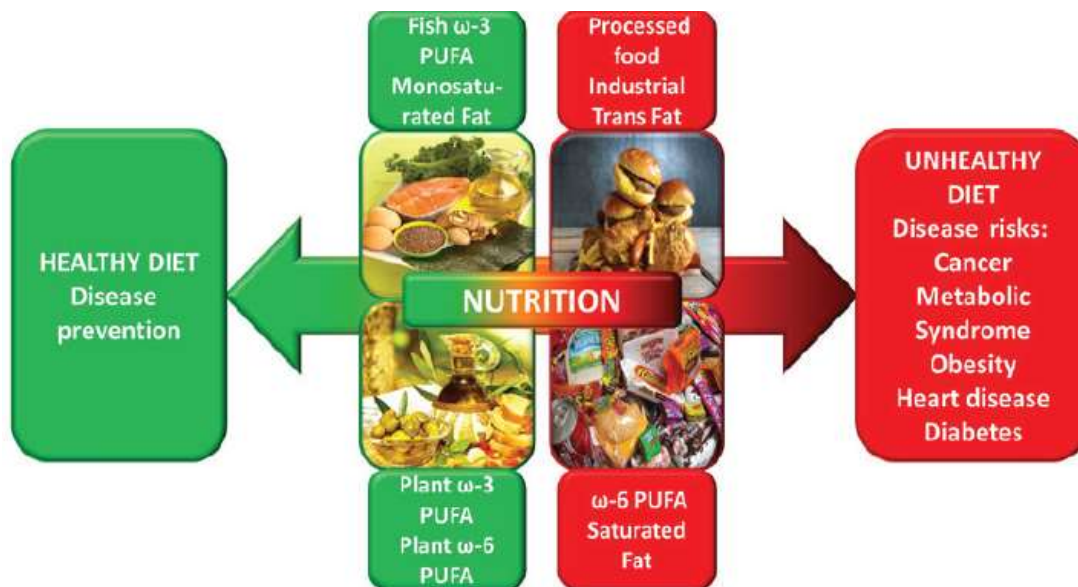 Fish ω-3
PUFA
Monosatu-
rated Fat
Processed
food
Industrial
Trans Fat
HEALTHY DIET
Disease
prevention
NUTRITION
UNHEALTHY
DIET
Disease risks:
Cancer
Metabolic
Syndrome
Obesity
Heart disease
Diabetes
Plant ω-3
PUFA
Plant ω-6
PUFA
ω-6 PUFA
Saturated
Fat